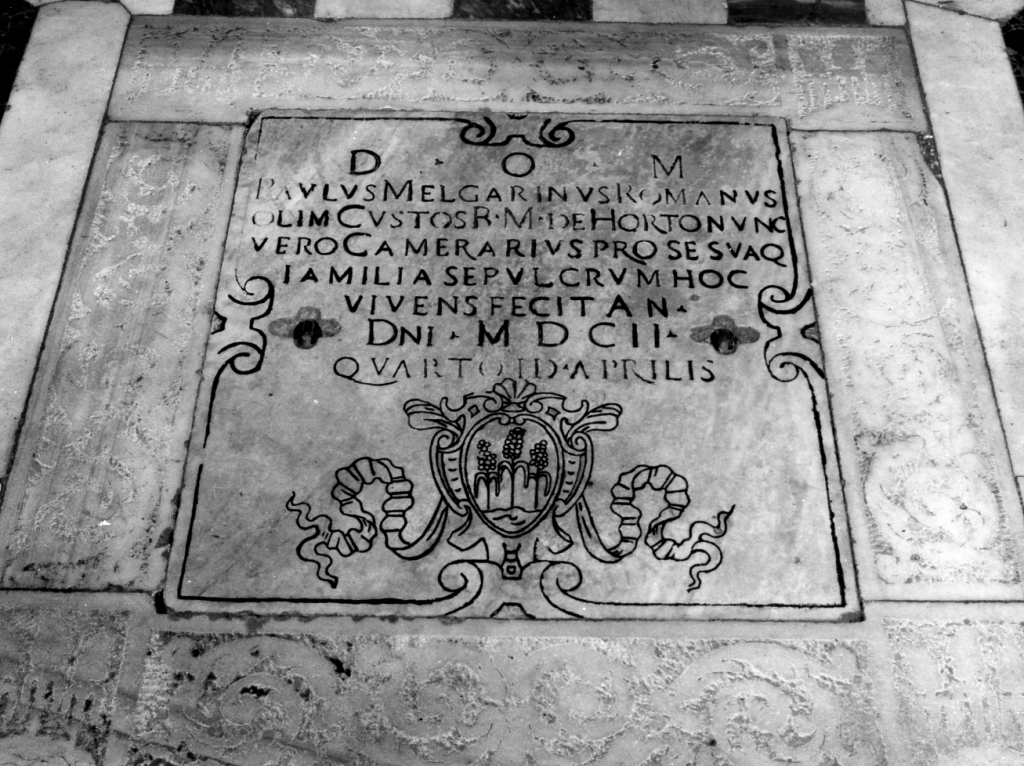 D · O · M
PAVLVS MELGARINVS ROMANVS
OLIM CVSTOS R · M · DE HORTO NVNC
VERO CAMERARIVS PRO SE SVAQ
FAMILIA SEPVLCRVM HOC
VIVENS FECIT AN ·
DNI · M D C II ·
QVARTO ID · APRILIS